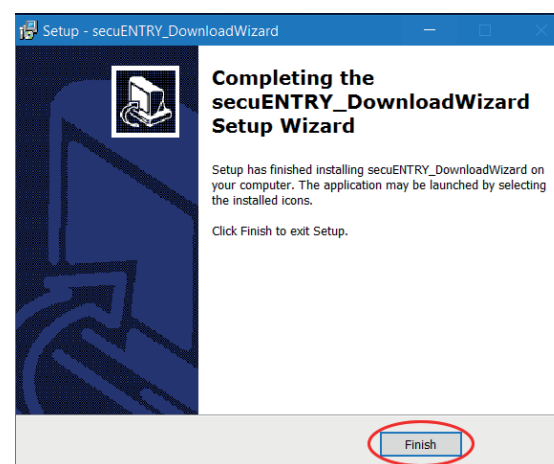 Setup - secuENTRY_DownloadWizard
Completing the
secuENTRY_DownloadWizard
Setup Wizard
Setup has finished installing secuENTRY_DownloadWizard on
your computer. The application may be launched by selecting
the installed icons.
Click Finish to exit Setup.
Finish